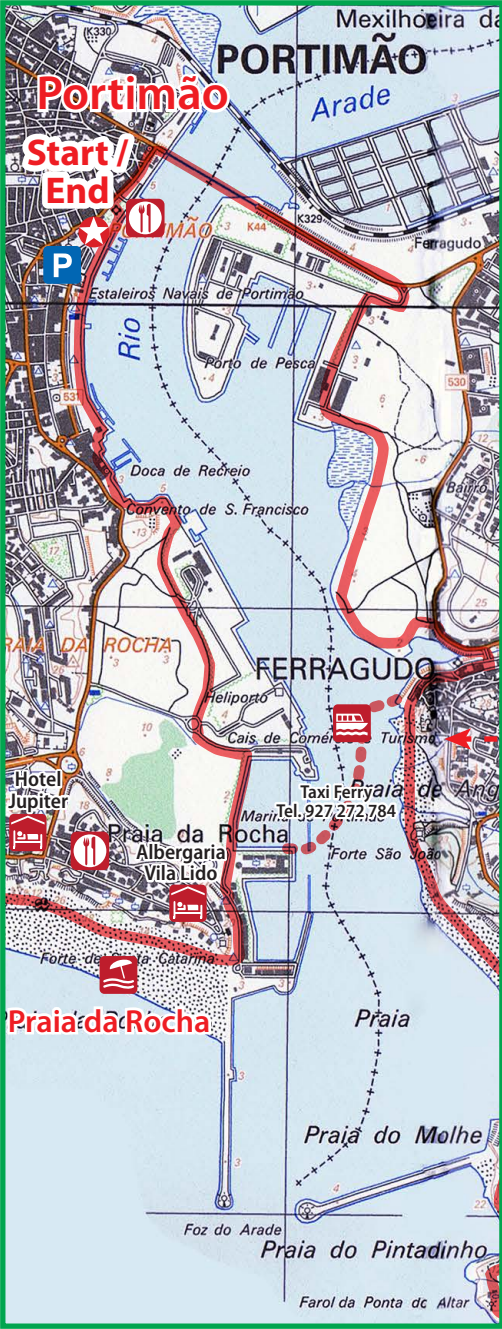 Mexilhoeira da
K330
PORTIMÃO
Portimão
Arade
Start /
End
K329
K44
PORTIMÃO
Ferragudo
P
Estaleiros Navais de Portimão
Rio
Porto de Pesca
530
531
Doca de Recreio
Bairro
Convento de S. Francisco
PRAIA DA ROCHA
FERRAGUDO
Heliporto
Cais de Comércio e Turismo
Hotel
Jupiter
Taxi Ferry
Tel. 927 272 784
Praia de Ang
Marina
Praia da Rocha
Albergaria
Vila Lido
Forte São João
Forte de Santa Catarina
Praia da Rocha
Praia
Praia do Molhe
Foz do Arade
Praia do Pintadinho
Farol da Ponta do Altar